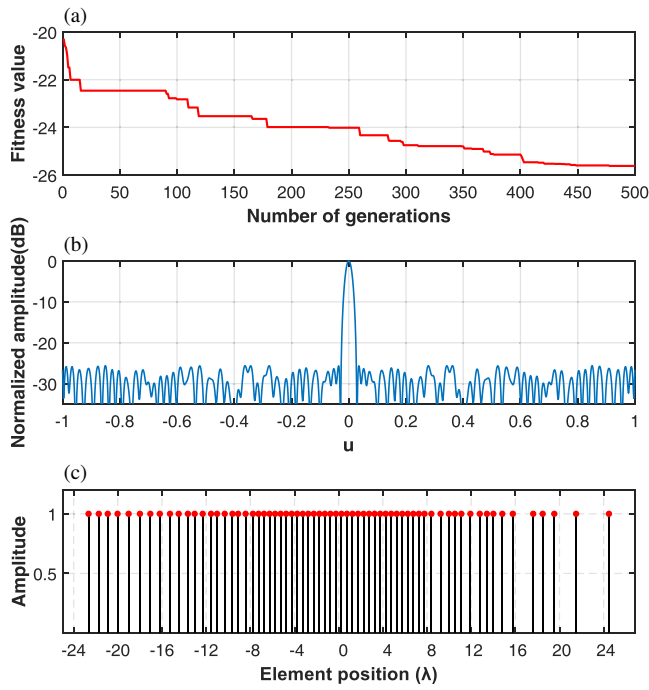 (a)
-20
-22
-24
-26
Fitness value
0 50 100 150 200 250 300 350 400 450 500
Number of generations
(b)
0
-10
-20
-30
Normalized amplitude(dB)
-1 -0.8 -0.6 -0.4 -0.2 0 0.2 0.4 0.6 0.8 1
u
(c)
1
0.5
Amplitude
-24 -20 -16 -12 -8 -4 0 4 8 12 16 20 24
Element position (λ)